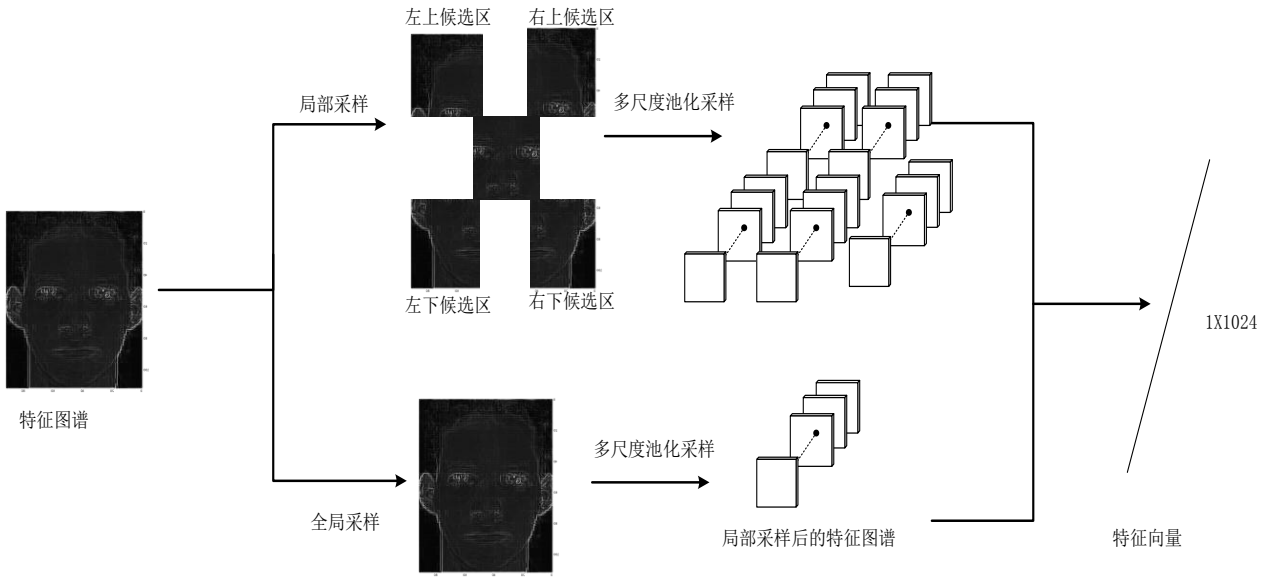 左上候选区
右上候选区
局部采样
多尺度池化采样
左下候选区
右下候选区
特征图谱
1X1024
多尺度池化采样
全局采样
局部采样后的特征图谱
特征向量